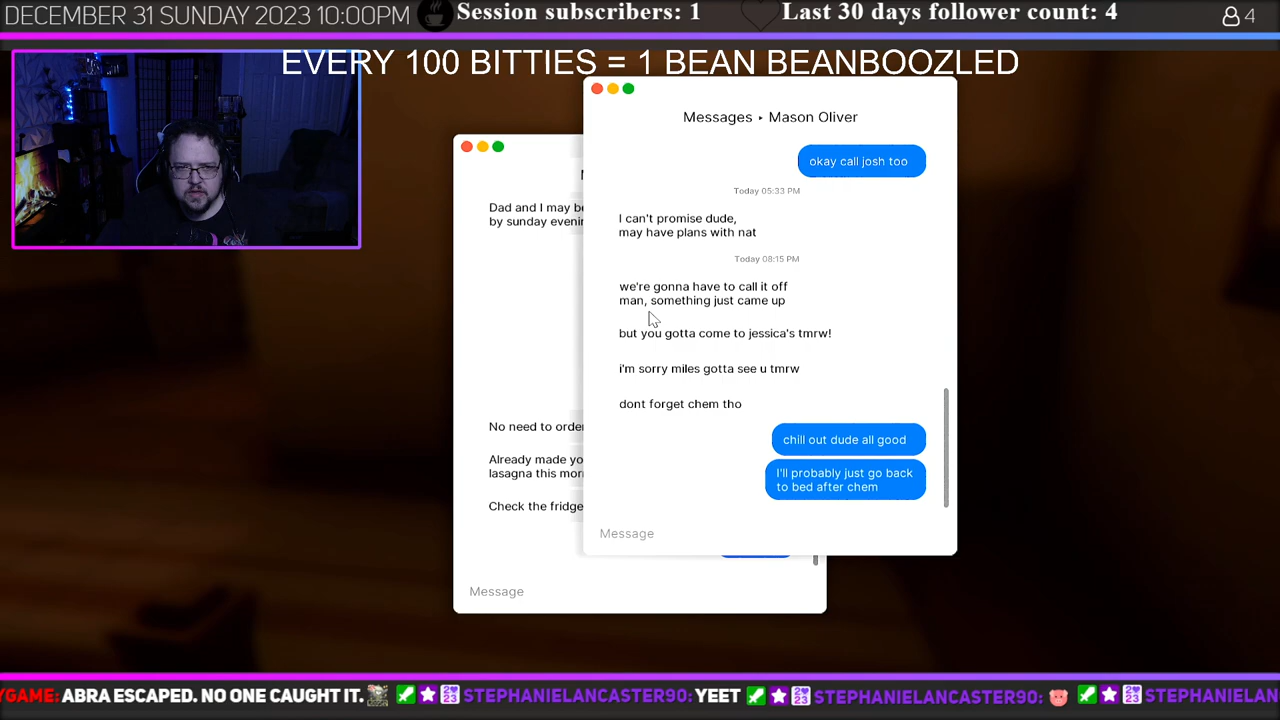 DECEMBER 31 SUNDAY 2023 10:00PM
Session subscribers: 1
Last 30 days follower count: 4
4
EVERY 100 BITTIES = 1 BEAN BEANBOOZLED
Messages ▸ Mason Oliver
okay call josh too
Today 05:33 PM
I can't promise dude,
may have plans with nat
Today 08:15 PM
we're gonna have to call it off
man, something just came up
but you gotta come to jessica's tmrw!
i'm sorry miles gotta see u tmrw
dont forget chem tho
chill out dude all good
I'll probably just go back
to bed after chem
Message
Dad and I may be
by sunday evenin
No need to orde
Already made yo
lasagna this mor
Check the fridge
Message
YGAME: ABRA ESCAPED. NO ONE CAUGHT IT. STEPHANIELANCASTER90: YEET STEPHANIELANCASTER90: STEPHANIELAN